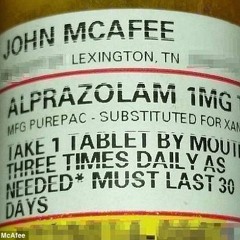 JOHN MCAFEE
LEXINGTON, TN
ALPRAZOLAM 1MG
MFG PUREPAC - SUBSTITUTED FOR XAN
TAKE 1 TABLET BY MOUT
THREE TIMES DAILY AS
NEEDED* MUST LAST 30
DAYS
McAfee